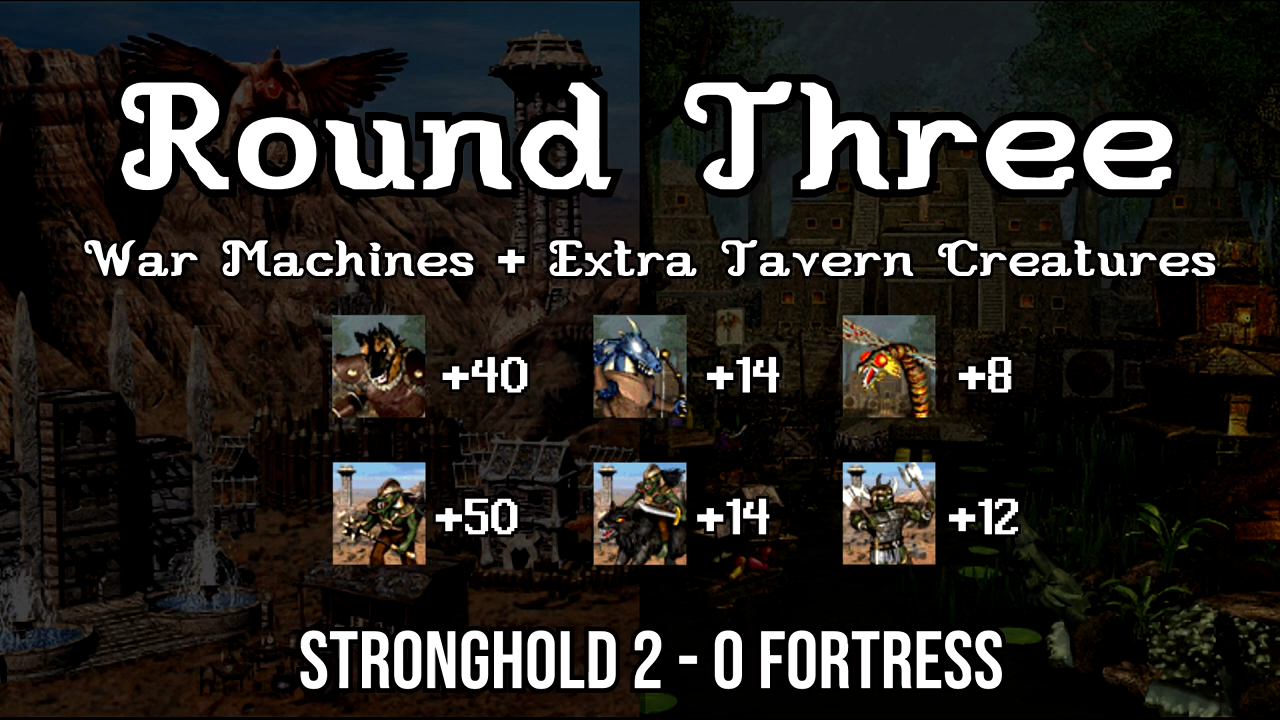 Round Three
War Machines + Extra Tavern Creatures
+40 +14 +8
+50 +14 +12
STRONGHOLD 2 - 0 FORTRESS